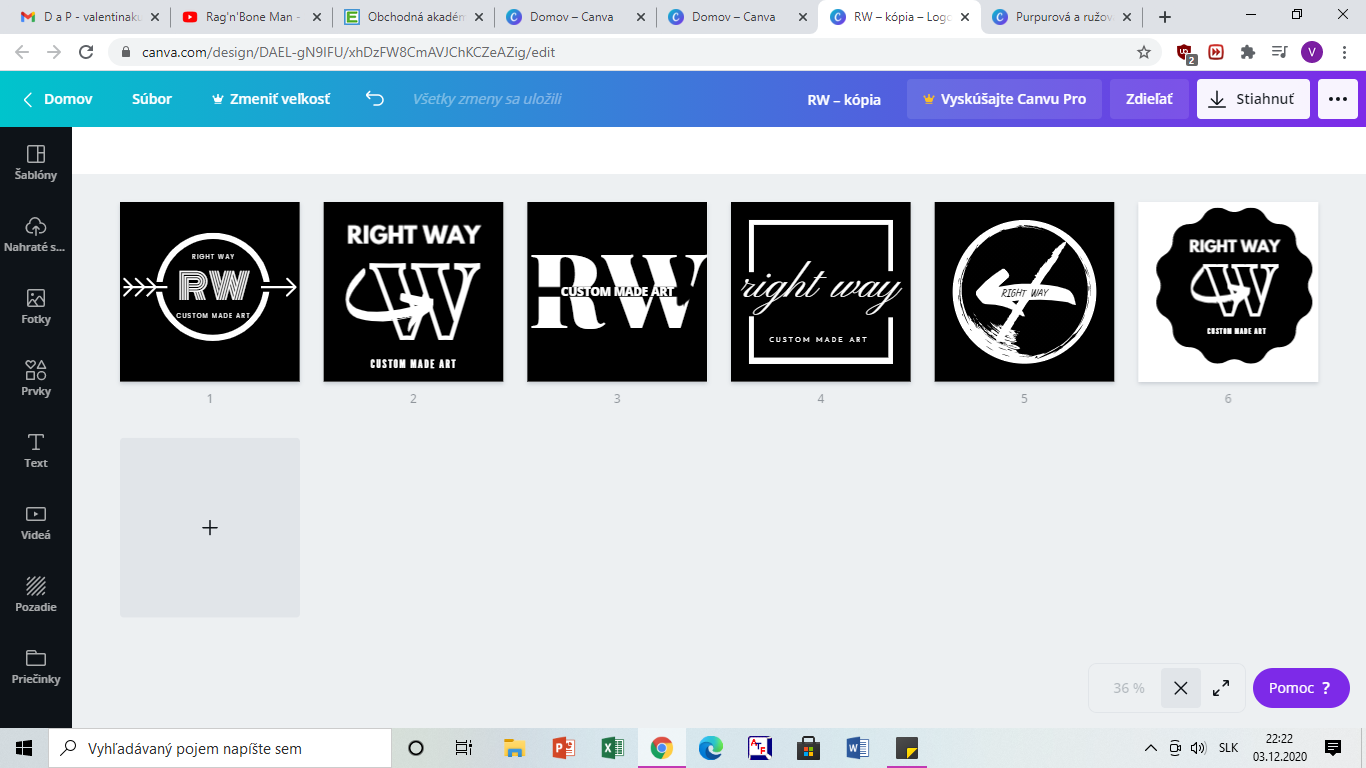 D a P - valentinaku
Rag'n'Bone Man -
Obchodná akadém
Domov – Canva
Domov – Canva
RW – kópia – Logo
Purpurová a ružov
canva.com/design/DAEL-gN9IFU/xhDzFW8CmAVJChKCZeAZig/edit
2
V
Domov
Súbor
Zmeniť veľkosť
Všetky zmeny sa uložili
RW – kópia
Vyskúšajte Canvu Pro
Zdieľať
Stiahnuť
Šablóny
Nahraté s...
Fotky
Prvky
Text
Videá
Pozadie
Priečinky
RIGHT WAY
RW
CUSTOM MADE ART
1
RIGHT WAY
W
CUSTOM MADE ART
2
RW
CUSTOM MADE ART
3
right way
CUSTOM MADE ART
4
RIGHT WAY
5
RIGHT WAY
W
CUSTOM MADE ART
6
36 %
Pomoc ?
Vyhľadávaný pojem napíšte sem
SLK
22:22
03.12.2020